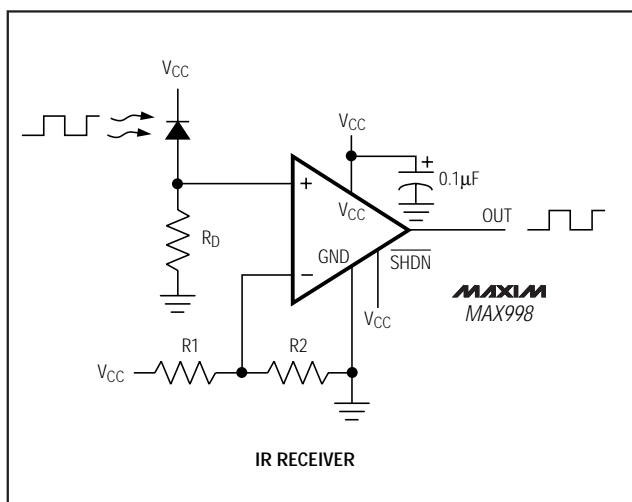 VCC
VCC
+
+
0.1µF
VCC
OUT
RD
GND
SHDN
−
MAXIM
MAX998
VCC
R1
R2
VCC
IR RECEIVER